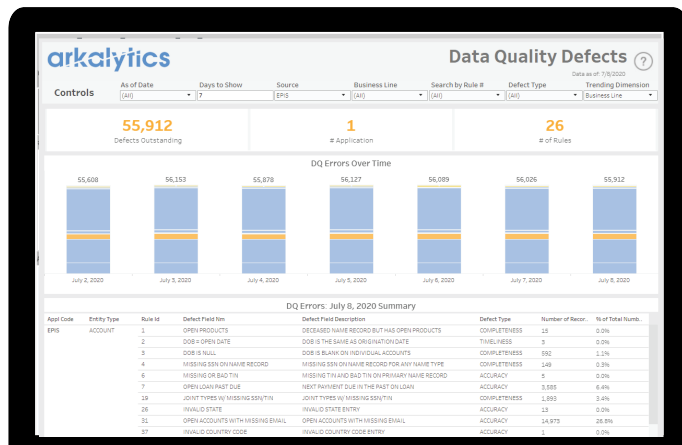 arkalytics
Data Quality Defects ?
Data as of: 7/8/2020
Controls
As of Date Days to Show Source Business Line Search by Rule # Defect Type Trending Dimension
(All) 7 EPIS (All) (All) (All) Business Line
55,912 1 26
Defects Outstanding # Application # of Rules
DQ Errors Over Time
55,608 56,153 55,878 56,127 56,089 56,026 55,912
July 2, 2020 July 3, 2020 July 4, 2020 July 5, 2020 July 6, 2020 July 7, 2020 July 8, 2020
DQ Errors: July 8, 2020 Summary
Appl Code Entity Type Rule Id Defect Field Nm Defect Field Description Defect Type Number of Recor.. % of Total Numb..
EPIS ACCOUNT 1 OPEN PRODUCTS DECEASED NAME RECORD BUT HAS OPEN PRODUCTS COMPLETENESS 15 0.0%
2 DOB = OPEN DATE DOB IS THE SAME AS ORIGINATION DATE TIMELINESS 3 0.0%
3 DOB IS NULL DOB IS BLANK ON INDIVIDUAL ACCOUNTS COMPLETENESS 592 1.1%
4 MISSING SSN ON NAME RECORD MISSING SSN ON NAME RECORD FOR ANY NAME TYPE COMPLETENESS 149 0.3%
6 MISSING OR BAD TIN MISSING TIN AND BAD TIN ON PRIMARY NAME RECORD ACCURACY 5 0.0%
7 OPEN LOAN PAST DUE NEXT PAYMENT DUE IN THE PAST ON LOAN ACCURACY 3,585 6.4%
19 JOINT TYPES W/ MISSING SSN/TIN JOINT TYPES W/ MISSING SSN/TIN COMPLETENESS 1,893 3.4%
26 INVALID STATE INVALID STATE ENTRY ACCURACY 13 0.0%
31 OPEN ACCOUNTS WITH MISSING EMAIL OPEN ACCOUNTS WITH MISSING EMAIL ACCURACY 14,973 26.8%
37 INVALID COUNTRY CODE INVALID COUNTRY CODE ENTRY ACCURACY 1 0.0%